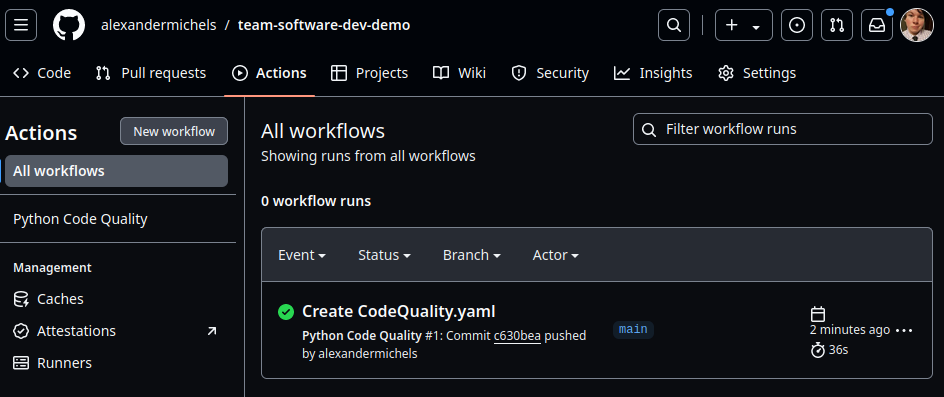 alexandermichels / team-software-dev-demo
Code Pull requests Actions Projects Wiki Security Insights Settings
Actions New workflow
All workflows
Python Code Quality
Management
Caches
Attestations
Runners
All workflows
Filter workflow runs
Showing runs from all workflows
0 workflow runs
Event Status Branch Actor
Create CodeQuality.yaml
Python Code Quality #1: Commit c630bea pushed
by alexandermichels
main
2 minutes ago
36s